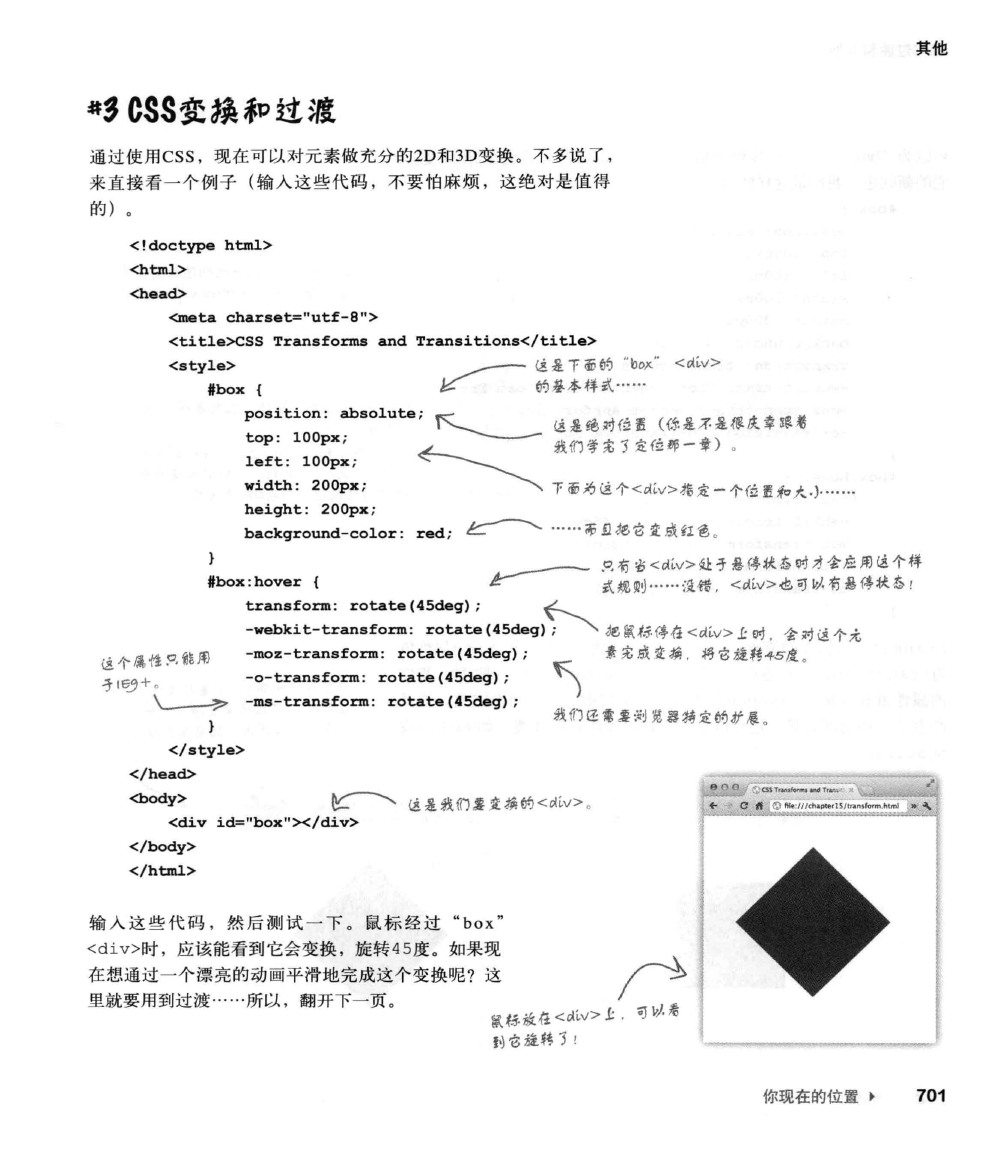 其他
#3 CSS变换和过渡
通过使用CSS，现在可以对元素做充分的2D和3D变换。不多说了，
来直接看一个例子（输入这些代码，不要怕麻烦，这绝对是值得
的）。
<!doctype html>
<html>
<head>
<meta charset="utf-8">
<title>CSS Transforms and Transitions</title>
<style>
#box {
position: absolute;
top: 100px;
left: 100px;
width: 200px;
height: 200px;
background-color: red;
}
#box:hover {
transform: rotate(45deg);
-webkit-transform: rotate(45deg);
-moz-transform: rotate(45deg);
-o-transform: rotate(45deg);
-ms-transform: rotate(45deg);
}
</style>
</head>
<body>
<div id="box"></div>
</body>
</html>
这是下面的“box” <div>
的基本样式……
这是绝对位置（你是不是很庆幸跟着
我们学完了定位那一章）。
下面为这个<div>指定一个位置和大小……
……而且把它变成红色。
只有当<div>处于悬停状态时才会应用这个样
式规则……没错，<div>也可以有悬停状态！
把鼠标停在<div>上时，会对这个元
素完成变换，将它旋转45度。
这个属性只能用
于IE9+。
我们还需要浏览器特定的扩展。
这是我们要变换的<div>。
CSS Transforms and Transit
file:///chapter15/transform.html
输入这些代码，然后测试一下。鼠标经过“box”
<div>时，应该能看到它会变换，旋转45度。如果现
在想通过一个漂亮的动画平滑地完成这个变换呢？这
里就要用到过渡……所以，翻开下一页。
鼠标放在<div>上，可以看
到它旋转了！
你现在的位置 ▶ 701